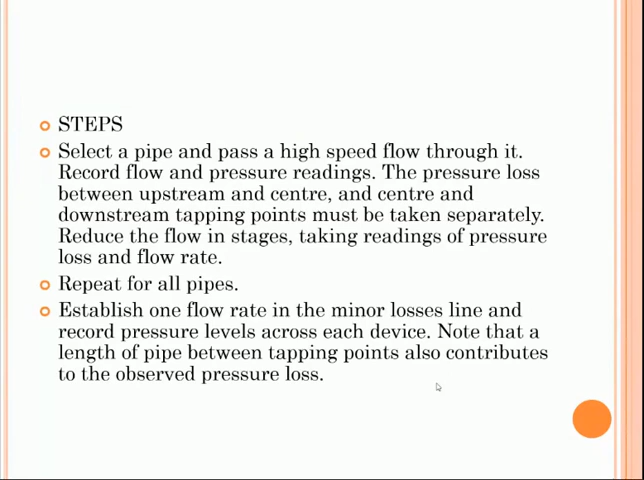 STEPS
Select a pipe and pass a high speed flow through it.
Record flow and pressure readings. The pressure loss
between upstream and centre, and centre and
downstream tapping points must be taken separately.
Reduce the flow in stages, taking readings of pressure
loss and flow rate.
Repeat for all pipes.
Establish one flow rate in the minor losses line and
record pressure levels across each device. Note that a
length of pipe between tapping points also contributes
to the observed pressure loss.